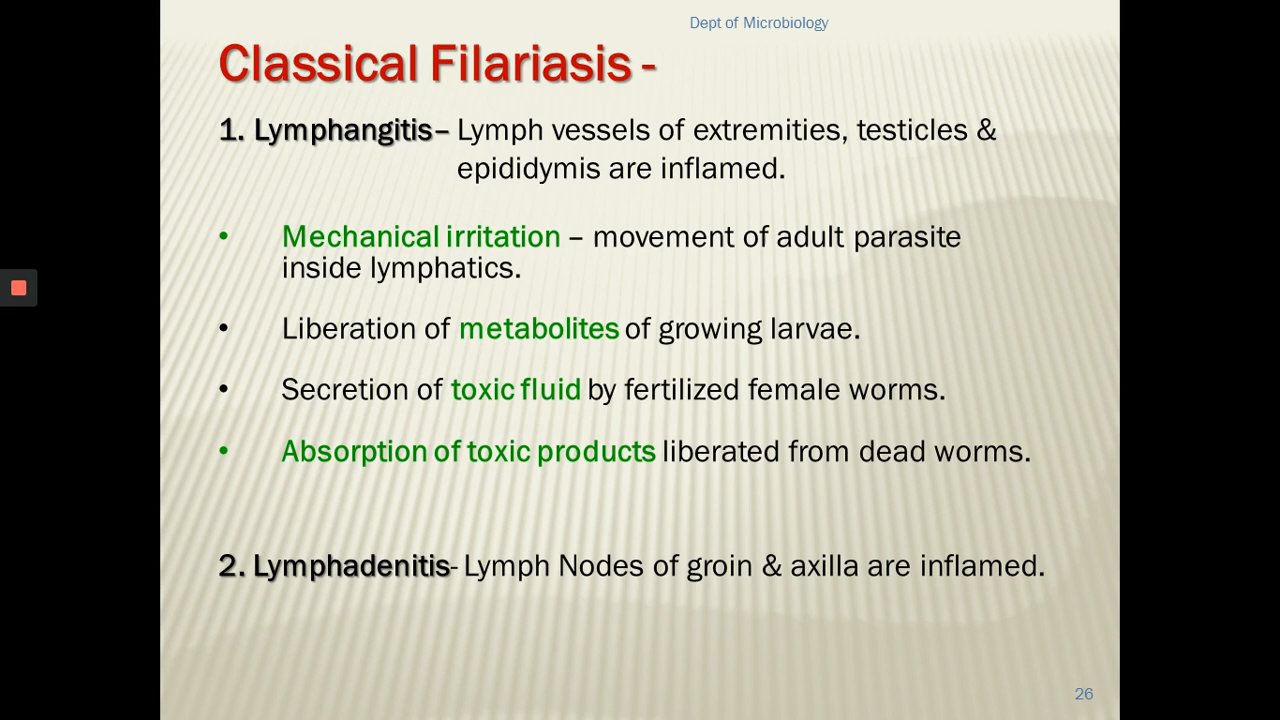 Dept of Microbiology
Classical Filariasis -
1. Lymphangitis– Lymph vessels of extremities, testicles &
epididymis are inflamed.
• Mechanical irritation – movement of adult parasite
inside lymphatics.
• Liberation of metabolites of growing larvae.
• Secretion of toxic fluid by fertilized female worms.
• Absorption of toxic products liberated from dead worms.
2. Lymphadenitis- Lymph Nodes of groin & axilla are inflamed.
26